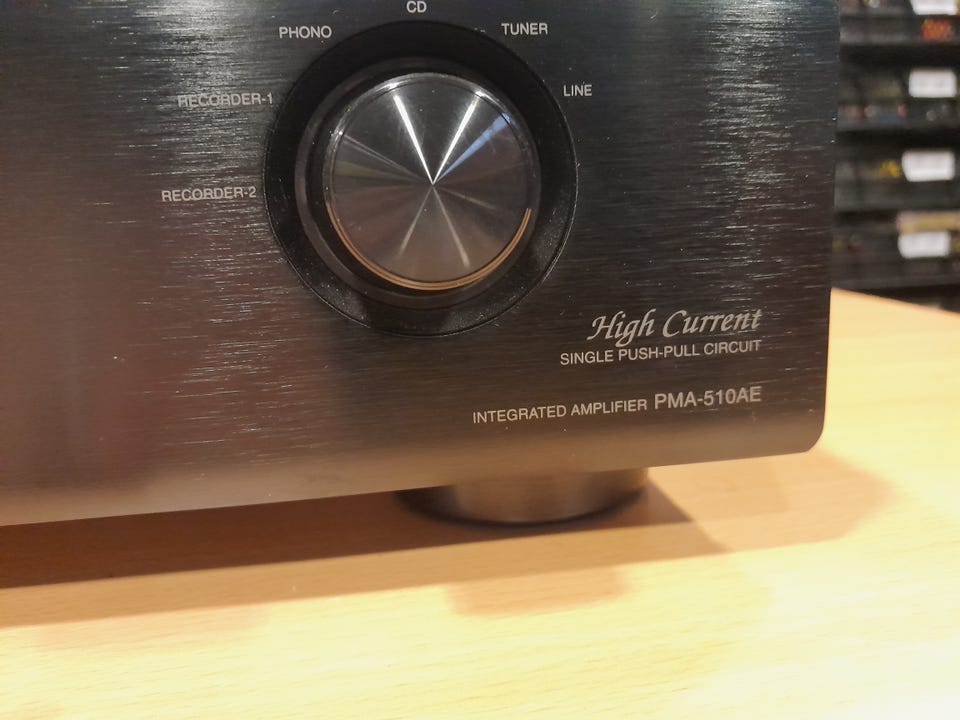 CD
PHONO
TUNER
LINE
RECORDER-1
RECORDER-2
High Current
SINGLE PUSH-PULL CIRCUIT
INTEGRATED AMPLIFIER PMA-510AE